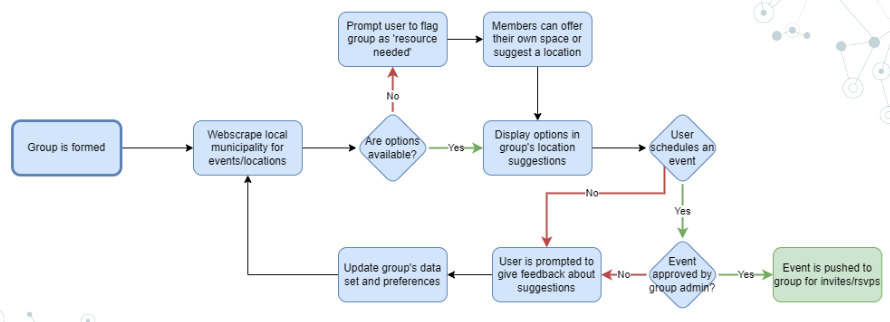 Prompt user to flag
group as 'resource
needed'
Members can offer
their own space or
suggest a location
No
Group is formed
Webscrape local
municipality for
events/locations
Are options
available?
Yes
Display options in
group's location
suggestions
User
schedules an
event
No
Yes
Update group's data
set and preferences
User is prompted to
give feedback about
suggestions
No
Event
approved by
group admin?
Yes
Event is pushed to
group for invites/rsvps